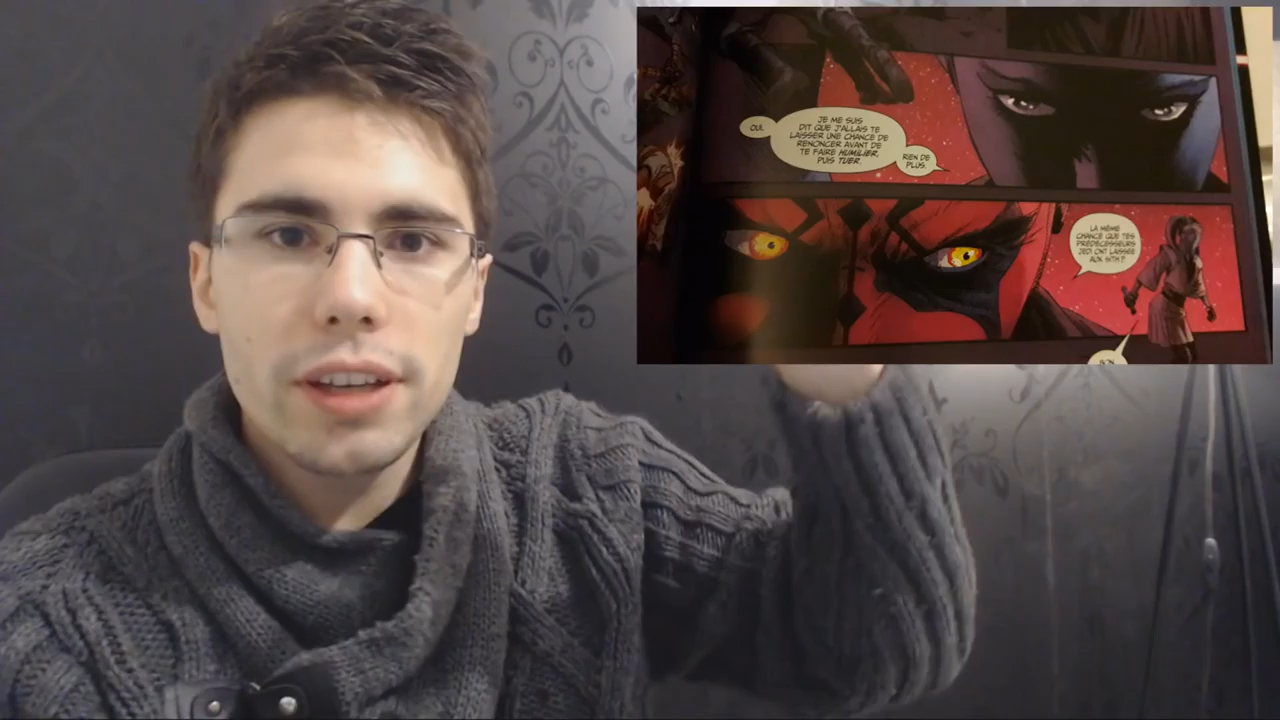 OUI.
JE ME SUIS
DIT QUE J'ALLAIS TE
LAISSER UNE CHANCE DE
RENONCER AVANT DE
TE FAIRE HUMILIER,
PUIS TUER.
RIEN DE
PLUS.
LA MÊME
CHANCE QUE TES
PRÉDÉCESSEURS
JEDI ONT LAISSÉE
AUX SITH?